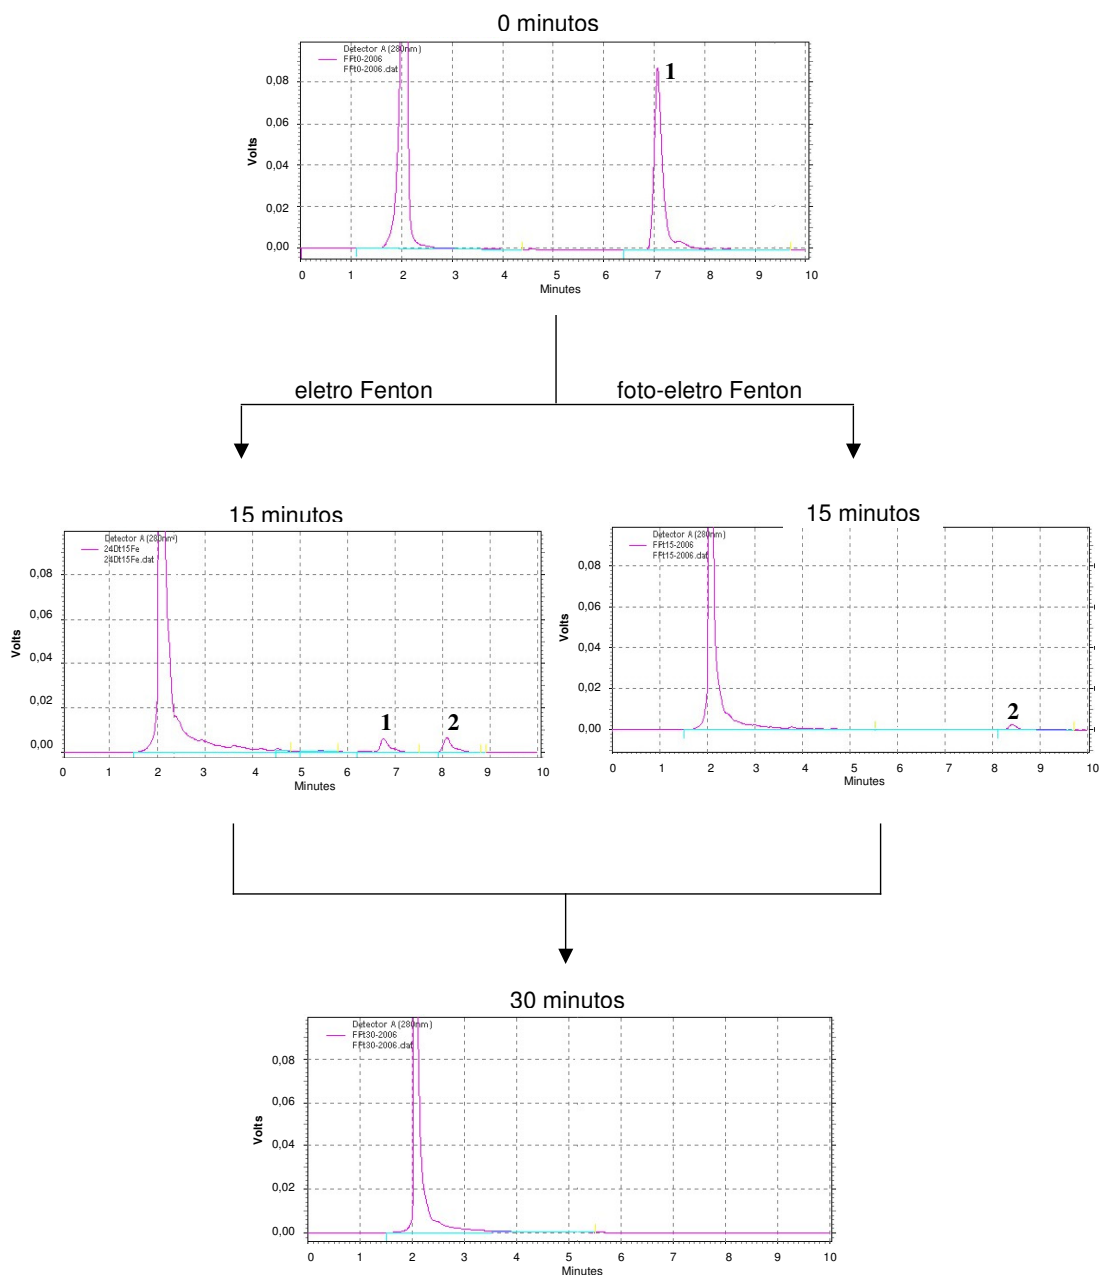 0 minutos
Detector A (280nm)
FPt0-2006
FPt0-2006.dat
1
0,08
0,06
0,04
0,02
0,00
Volts
0 1 2 3 4 5 6 7 8 9 10
Minutes
eletro Fenton
foto-eletro Fenton
15 minutos
Detector A (280nm)
24Dt15Fe
24Dt15Fe.dat
0,08
0,06
0,04
0,02
0,00
Volts
1 2
0 1 2 3 4 5 6 7 8 9 10
Minutes
15 minutos
Detector A (280nm)
FPt15-2006
FPt15-2006.dat
0,08
0,06
0,04
0,02
0,00
Volts
2
0 1 2 3 4 5 6 7 8 9 10
Minutes
30 minutos
Detector A (280nm)
FPt30-2006
FPt30-2006.dat
0,08
0,06
0,04
0,02
0,00
Volts
0 1 2 3 4 5 6 7 8 9 10
Minutes